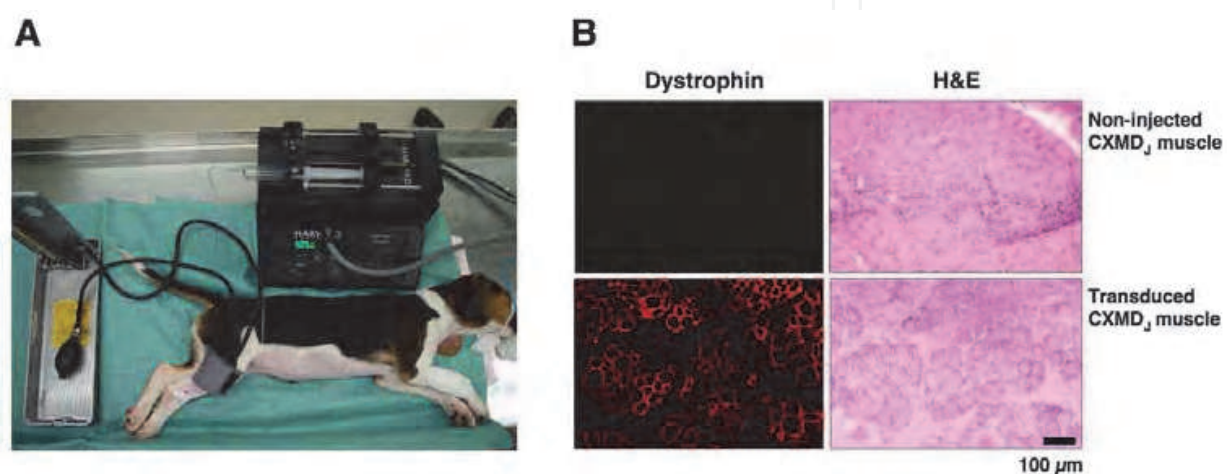 A
B
Dystrophin
H&E
Non-injected
CXMDJ muscle
Transduced
CXMDJ muscle
100 µm